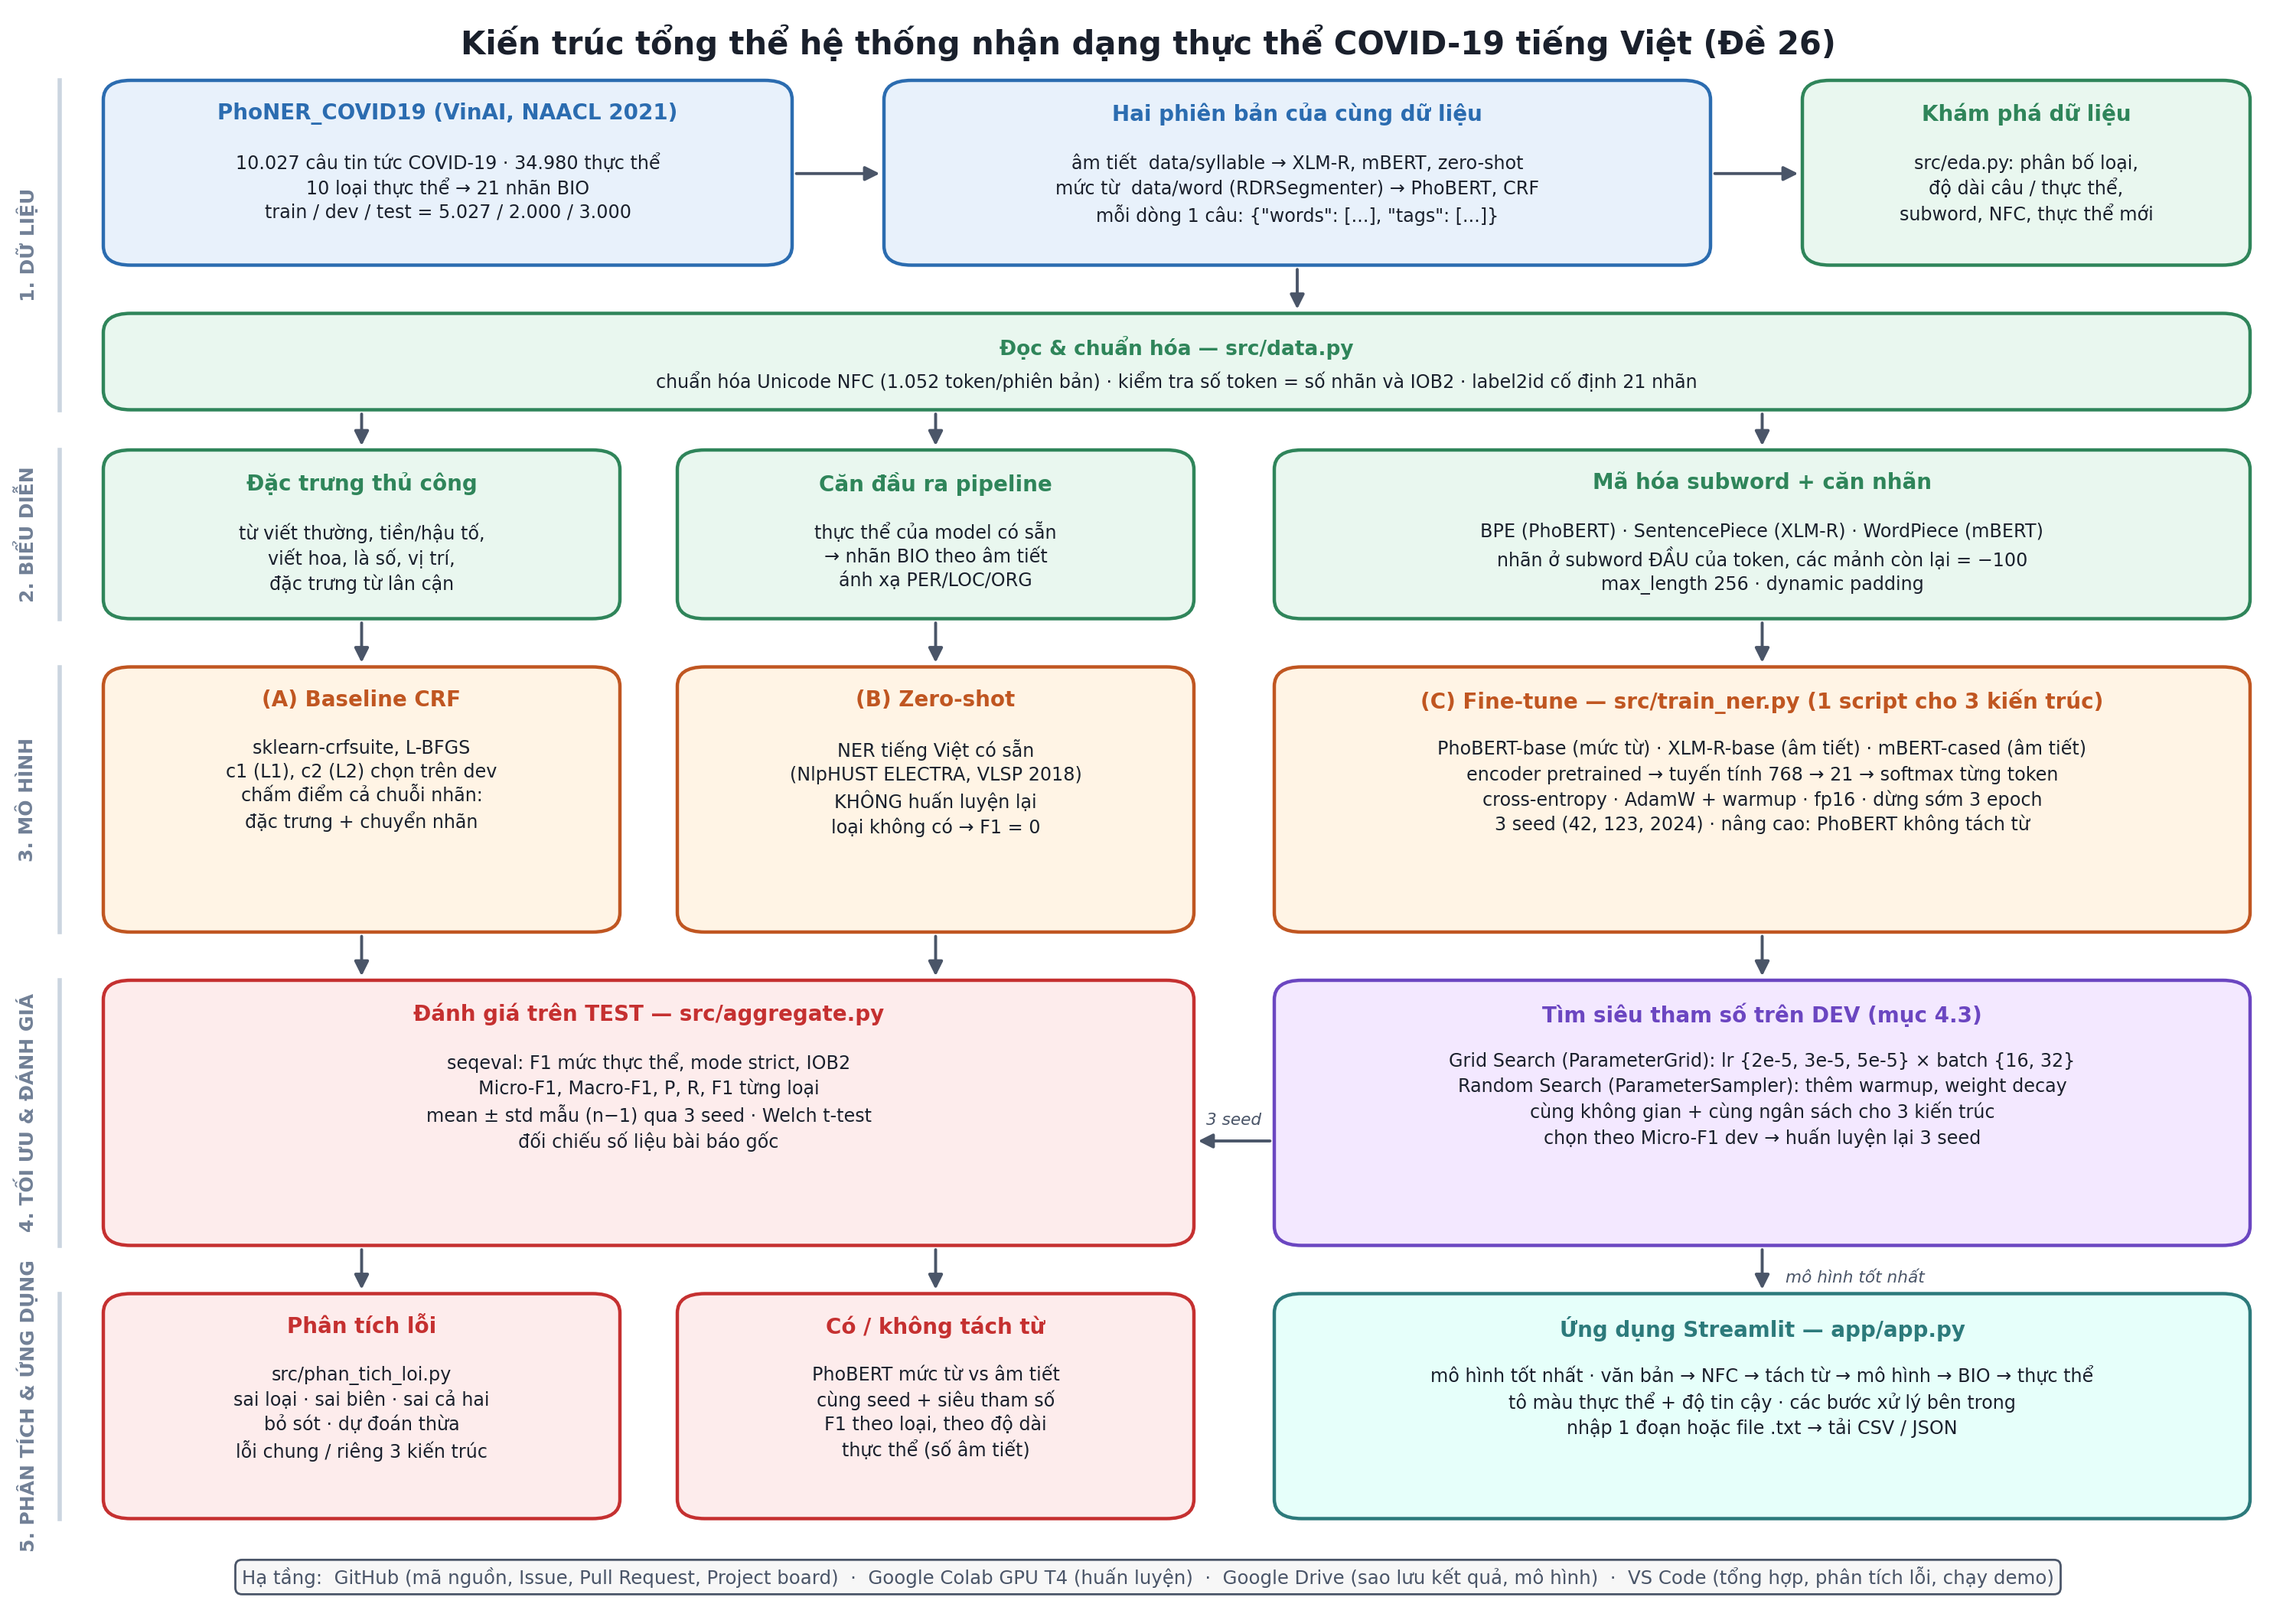 Kiến trúc tổng thể hệ thống nhận dạng thực thể COVID-19 tiếng Việt (Đề 26)
1. DỮ LIỆU
PhoNER_COVID19 (VinAI, NAACL 2021)
10.027 câu tin tức COVID-19 · 34.980 thực thể
10 loại thực thể → 21 nhãn BIO
train / dev / test = 5.027 / 2.000 / 3.000
Hai phiên bản của cùng dữ liệu
âm tiết  data/syllable → XLM-R, mBERT, zero-shot
mức từ  data/word (RDRSegmenter) → PhoBERT, CRF
mỗi dòng 1 câu: {"words": [...], "tags": [...]}
Khám phá dữ liệu
src/eda.py: phân bố loại,
độ dài câu / thực thể,
subword, NFC, thực thể mới
Đọc & chuẩn hóa — src/data.py
chuẩn hóa Unicode NFC (1.052 token/phiên bản) · kiểm tra số token = số nhãn và IOB2 · label2id cố định 21 nhãn
2. BIỂU DIỄN
Đặc trưng thủ công
từ viết thường, tiền/hậu tố,
viết hoa, là số, vị trí,
đặc trưng từ lân cận
Căn đầu ra pipeline
thực thể của model có sẵn
→ nhãn BIO theo âm tiết
ánh xạ PER/LOC/ORG
Mã hóa subword + căn nhãn
BPE (PhoBERT) · SentencePiece (XLM-R) · WordPiece (mBERT)
nhãn ở subword ĐẦU của token, các mảnh còn lại = −100
max_length 256 · dynamic padding
3. MÔ HÌNH
(A) Baseline CRF
sklearn-crfsuite, L-BFGS
c1 (L1), c2 (L2) chọn trên dev
chấm điểm cả chuỗi nhãn:
đặc trưng + chuyển nhãn
(B) Zero-shot
NER tiếng Việt có sẵn
(NlpHUST ELECTRA, VLSP 2018)
KHÔNG huấn luyện lại
loại không có → F1 = 0
(C) Fine-tune — src/train_ner.py (1 script cho 3 kiến trúc)
PhoBERT-base (mức từ) · XLM-R-base (âm tiết) · mBERT-cased (âm tiết)
encoder pretrained → tuyến tính 768 → 21 → softmax từng token
cross-entropy · AdamW + warmup · fp16 · dừng sớm 3 epoch
3 seed (42, 123, 2024) · nâng cao: PhoBERT không tách từ
4. TỐI ƯU & ĐÁNH GIÁ
Đánh giá trên TEST — src/aggregate.py
seqeval: F1 mức thực thể, mode strict, IOB2
Micro-F1, Macro-F1, P, R, F1 từng loại
mean ± std mẫu (n−1) qua 3 seed · Welch t-test
đối chiếu số liệu bài báo gốc
3 seed
Tìm siêu tham số trên DEV (mục 4.3)
Grid Search (ParameterGrid): lr {2e-5, 3e-5, 5e-5} × batch {16, 32}
Random Search (ParameterSampler): thêm warmup, weight decay
cùng không gian + cùng ngân sách cho 3 kiến trúc
chọn theo Micro-F1 dev → huấn luyện lại 3 seed
mô hình tốt nhất
5. PHÂN TÍCH & ỨNG DỤNG
Phân tích lỗi
src/phan_tich_loi.py
sai loại · sai biên · sai cả hai
bỏ sót · dự đoán thừa
lỗi chung / riêng 3 kiến trúc
Có / không tách từ
PhoBERT mức từ vs âm tiết
cùng seed + siêu tham số
F1 theo loại, theo độ dài
thực thể (số âm tiết)
Ứng dụng Streamlit — app/app.py
mô hình tốt nhất · văn bản → NFC → tách từ → mô hình → BIO → thực thể
tô màu thực thể + độ tin cậy · các bước xử lý bên trong
nhập 1 đoạn hoặc file .txt → tải CSV / JSON
Hạ tầng:  GitHub (mã nguồn, Issue, Pull Request, Project board)  ·  Google Colab GPU T4 (huấn luyện)  ·  Google Drive (sao lưu kết quả, mô hình)  ·  VS Code (tổng hợp, phân tích lỗi, chạy demo)